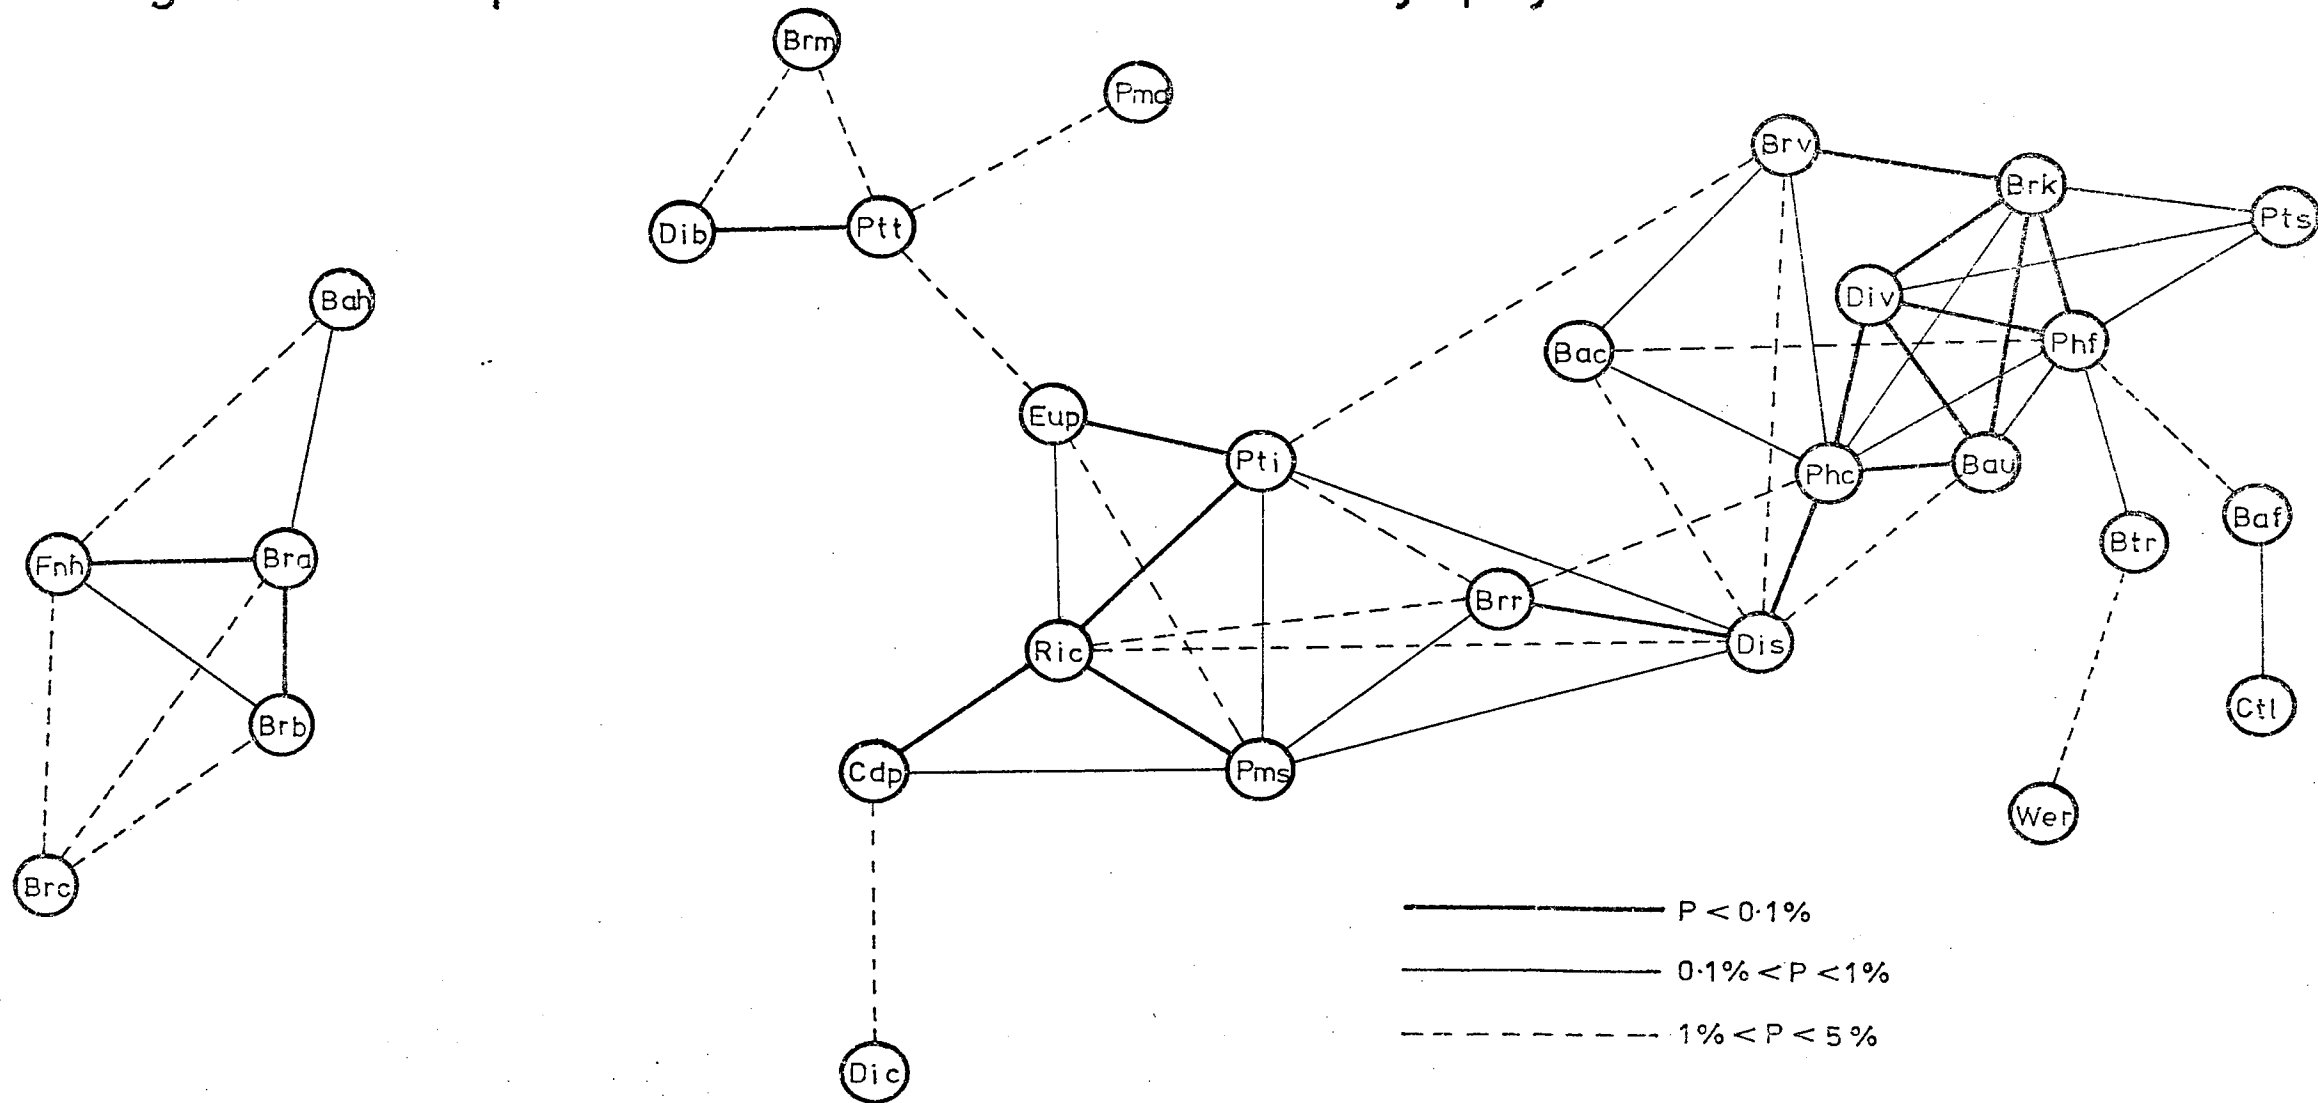 Brm
Pma
Brv
Brk
Pts
Dib
Ptt
Bah
Div
Bac
Phf
Eup
Pti
Phc
Bau
Baf
Btr
Fnh
Bra
Brr
Ric
Dis
Brb
Ctl
Cdp
Pms
Wer
Brc
P < 0·1%
0·1% < P < 1%
1% < P < 5%
Dic